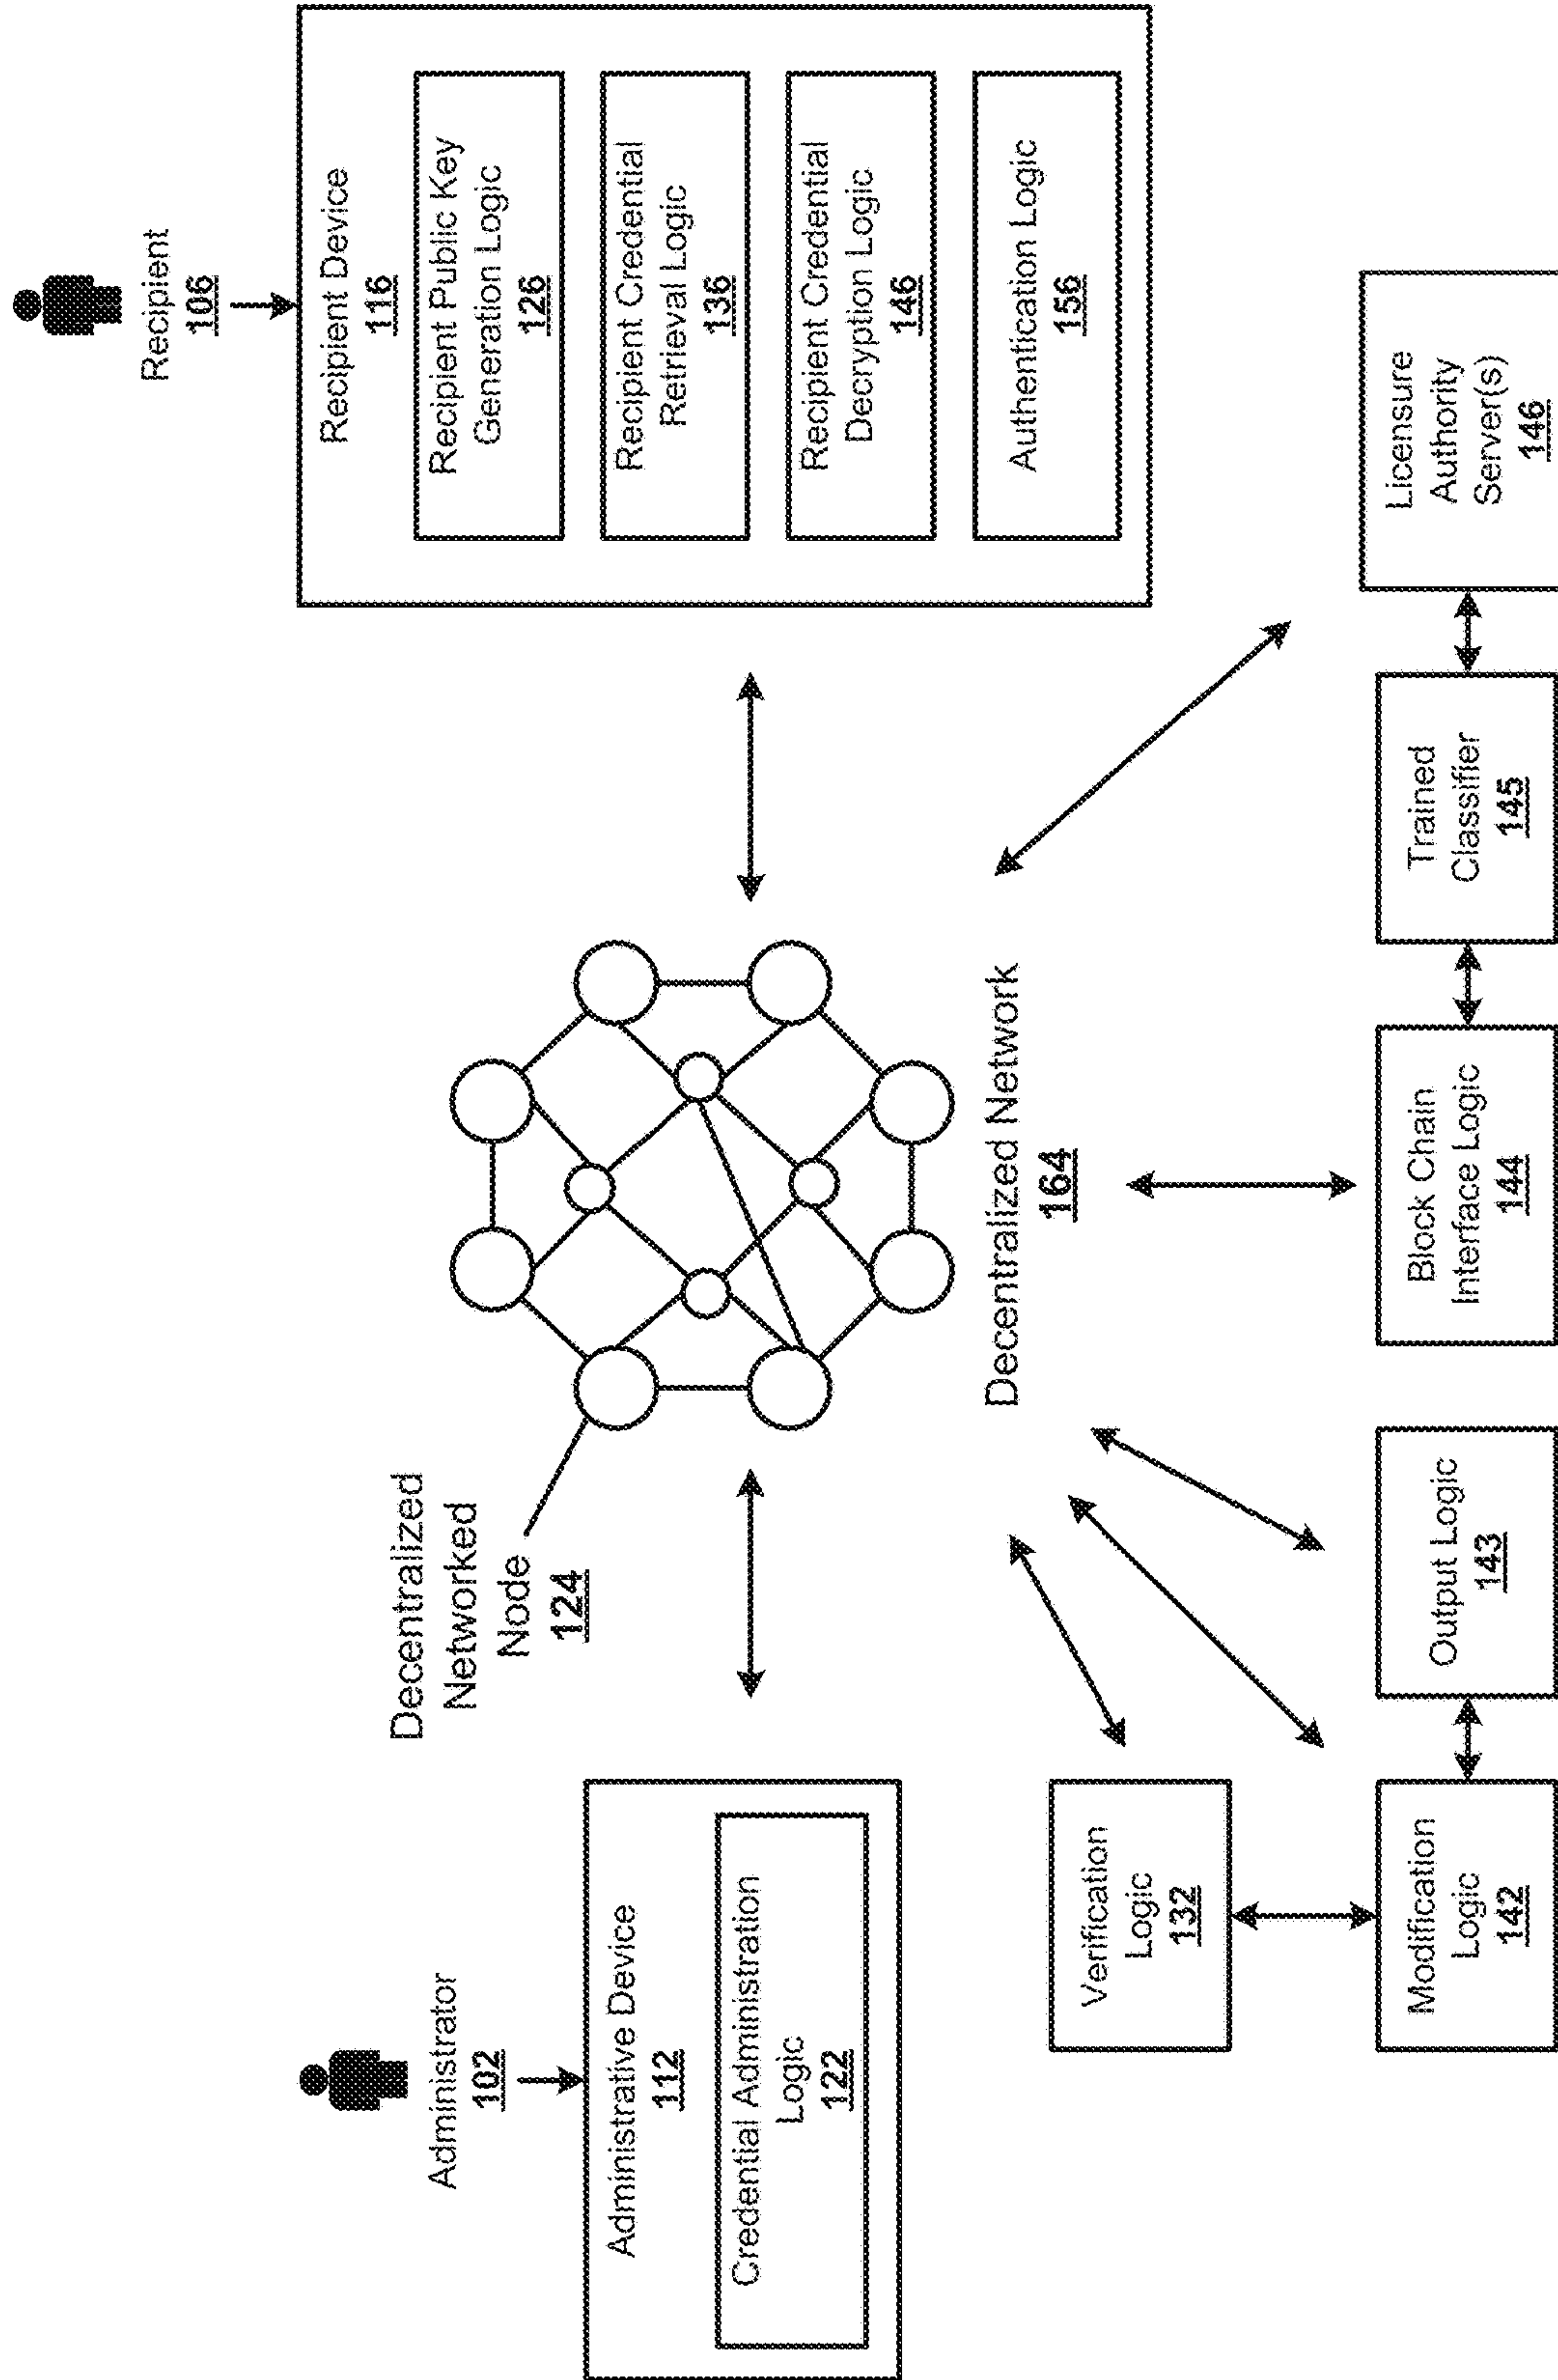 Recipient
106
Administrator
102
Recipient Device
116
Recipient Public Key
Generation Logic
126
Recipient Credential
Retrieval Logic
136
Recipient Credential
Decryption Logic
146
Authentication Logic
156
Decentralized
Networked
Node
124
Administrative Device
112
Credential Administration
Logic
122
Decentralized Network
164
Verification
Logic
132
Modification
Logic
142
Output Logic
143
Block Chain
Interface Logic
144
Trained
Classifier
145
Licensure
Authority
Server(s)
146